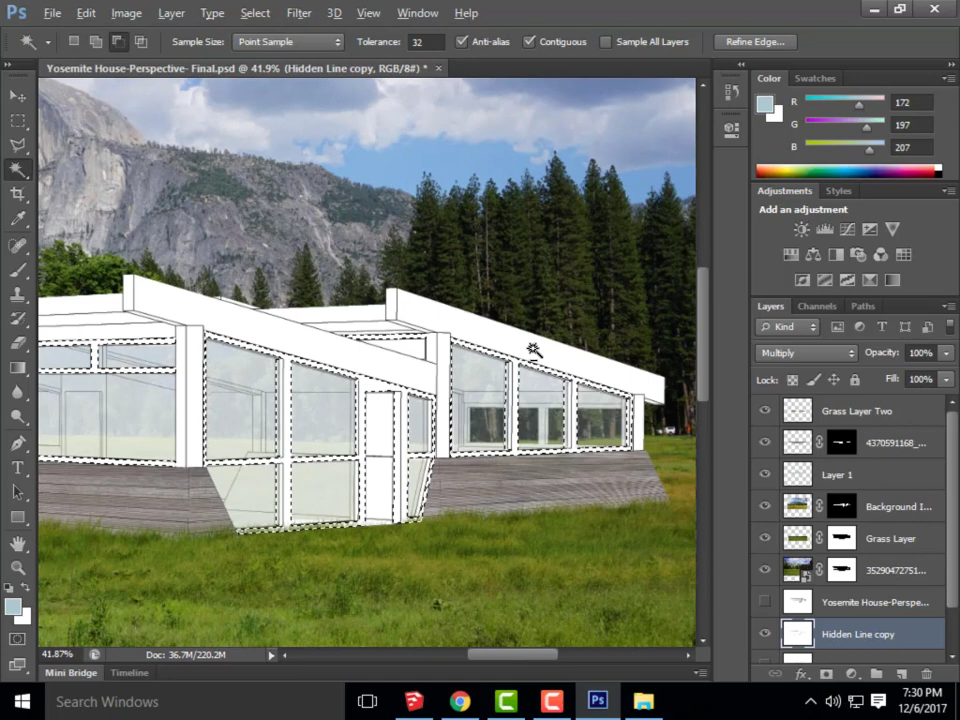 Ps File Edit Image Layer Type Select Filter 3D View Window Help
Sample Size: Point Sample Tolerance: 32 Anti-alias Contiguous Sample All Layers Refine Edge...
Yosemite House-Perspective- Final.psd @ 41.9% (Hidden Line copy, RGB/8#) *
Color Swatches
R 172
G 197
B 207
Adjustments Styles
Add an adjustment
Layers Channels Paths
Kind
Multiply Opacity: 100%
Lock: Fill: 100%
Grass Layer Two
4370591168_...
Layer 1
Background I...
Grass Layer
35290472751...
Yosemite House-Perspe...
Hidden Line copy
41.87% Doc: 36.7M/220.2M
Mini Bridge Timeline
Search Windows
Ps
7:30 PM
12/6/2017